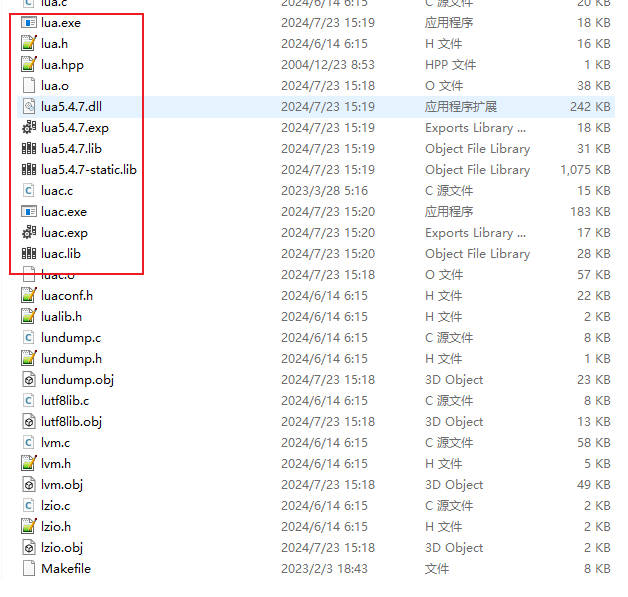 lua.c 2024/6/14 6:15 C 源文件 20 KB
lua.exe 2024/7/23 15:19 应用程序 18 KB
lua.h 2024/6/14 6:15 H 文件 16 KB
lua.hpp 2004/12/23 8:53 HPP 文件 1 KB
lua.o 2024/7/23 15:18 O 文件 38 KB
lua5.4.7.dll 2024/7/23 15:19 应用程序扩展 242 KB
lua5.4.7.exp 2024/7/23 15:19 Exports Library ... 18 KB
lua5.4.7.lib 2024/7/23 15:19 Object File Library 31 KB
lua5.4.7-static.lib 2024/7/23 15:19 Object File Library 1,075 KB
luac.c 2023/3/28 5:16 C 源文件 15 KB
luac.exe 2024/7/23 15:20 应用程序 183 KB
luac.exp 2024/7/23 15:20 Exports Library ... 17 KB
luac.lib 2024/7/23 15:20 Object File Library 28 KB
luac.o 2024/7/23 15:18 O 文件 57 KB
luaconf.h 2024/6/14 6:15 H 文件 22 KB
lualib.h 2024/6/14 6:15 H 文件 2 KB
lundump.c 2024/6/14 6:15 C 源文件 8 KB
lundump.h 2024/6/14 6:15 H 文件 1 KB
lundump.obj 2024/7/23 15:18 3D Object 23 KB
lutf8lib.c 2024/6/14 6:15 C 源文件 8 KB
lutf8lib.obj 2024/7/23 15:18 3D Object 13 KB
lvm.c 2024/6/14 6:15 C 源文件 58 KB
lvm.h 2024/6/14 6:15 H 文件 5 KB
lvm.obj 2024/7/23 15:18 3D Object 49 KB
lzio.c 2024/6/14 6:15 C 源文件 2 KB
lzio.h 2024/6/14 6:15 H 文件 2 KB
lzio.obj 2024/7/23 15:18 3D Object 2 KB
Makefile 2023/2/3 18:43 文件 8 KB